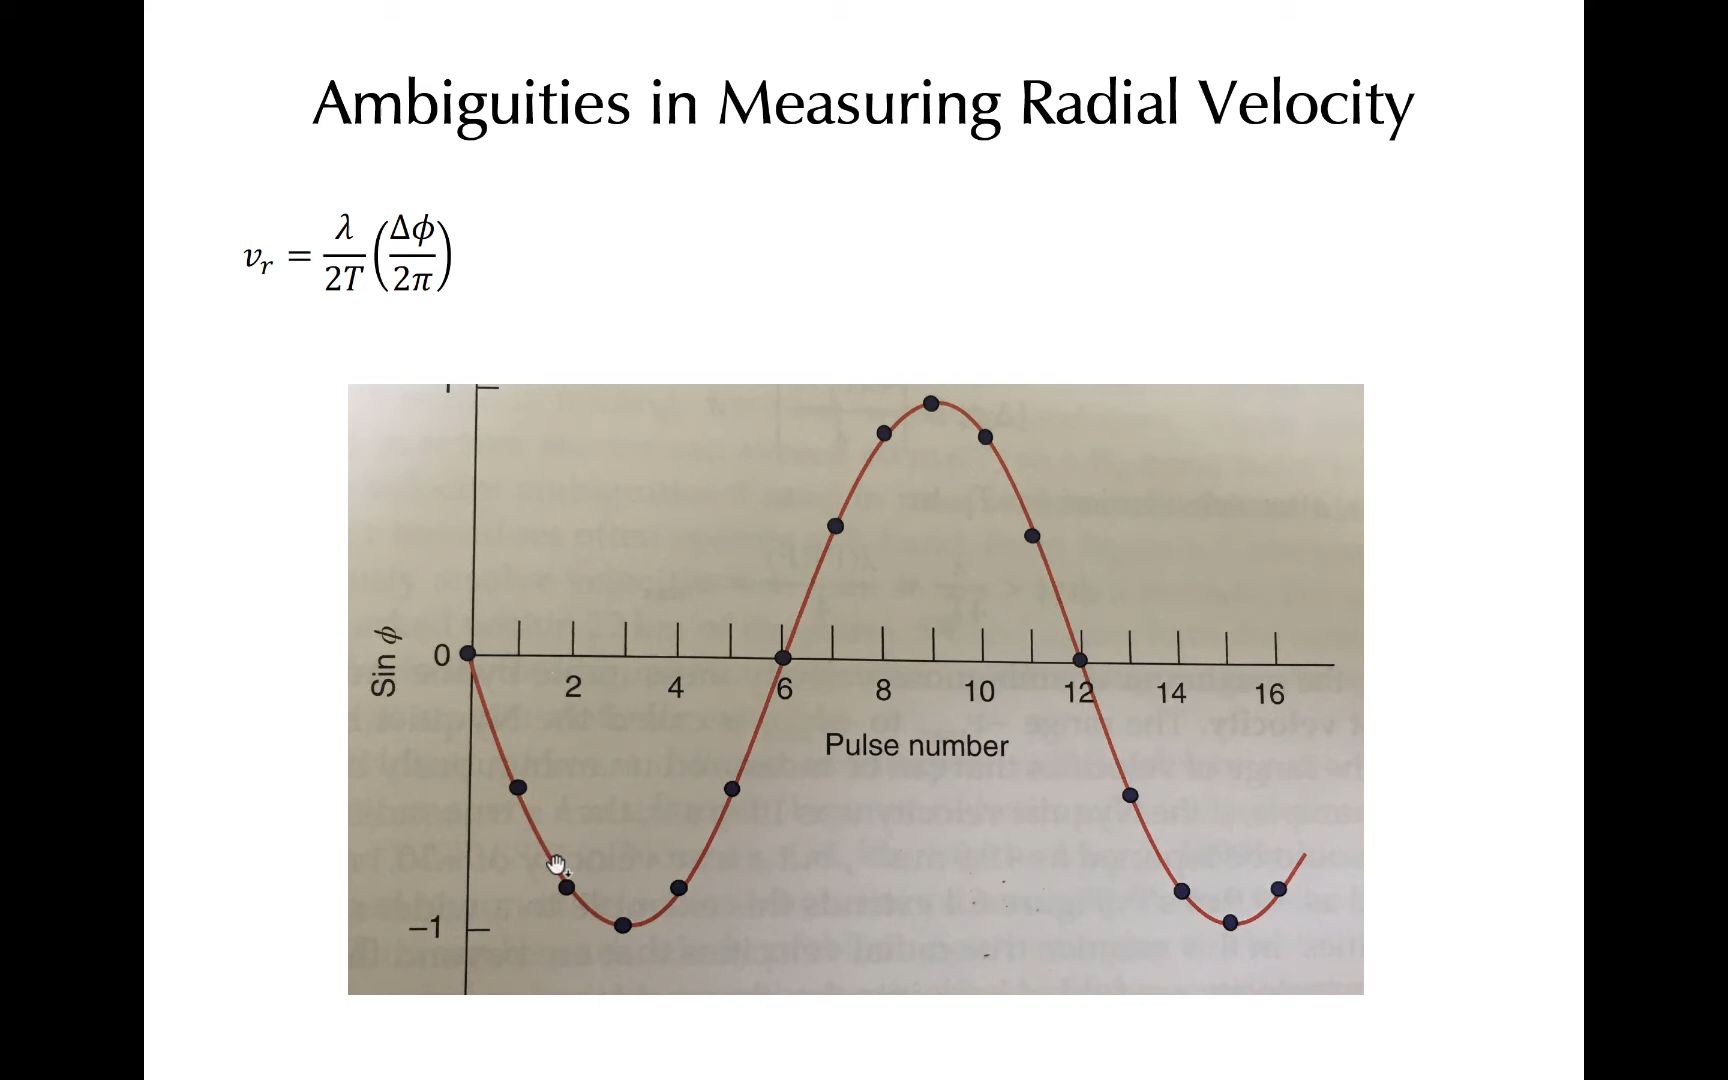 Ambiguities in Measuring Radial Velocity
v_r = λ/2T (Δϕ/2π)
1
Sin ϕ
0
2 4 6 8 10 12 14 16
Pulse number
−1